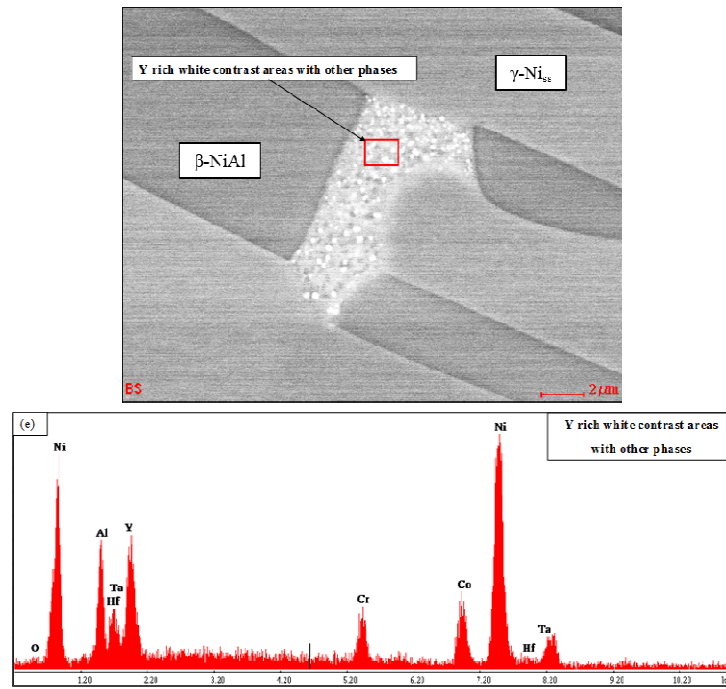 Y rich white contrast areas with other phases
γ-Niss
β-NiAl
BS
2 μm
(e)
Y rich white contrast areas
with other phases
Ni
Ni
Al
Y
Ta
Hf
O
Cr
Co
Hf
Ta
1.20 2.20 3.20 4.20 5.20 6.20 7.20 8.20 9.20 10